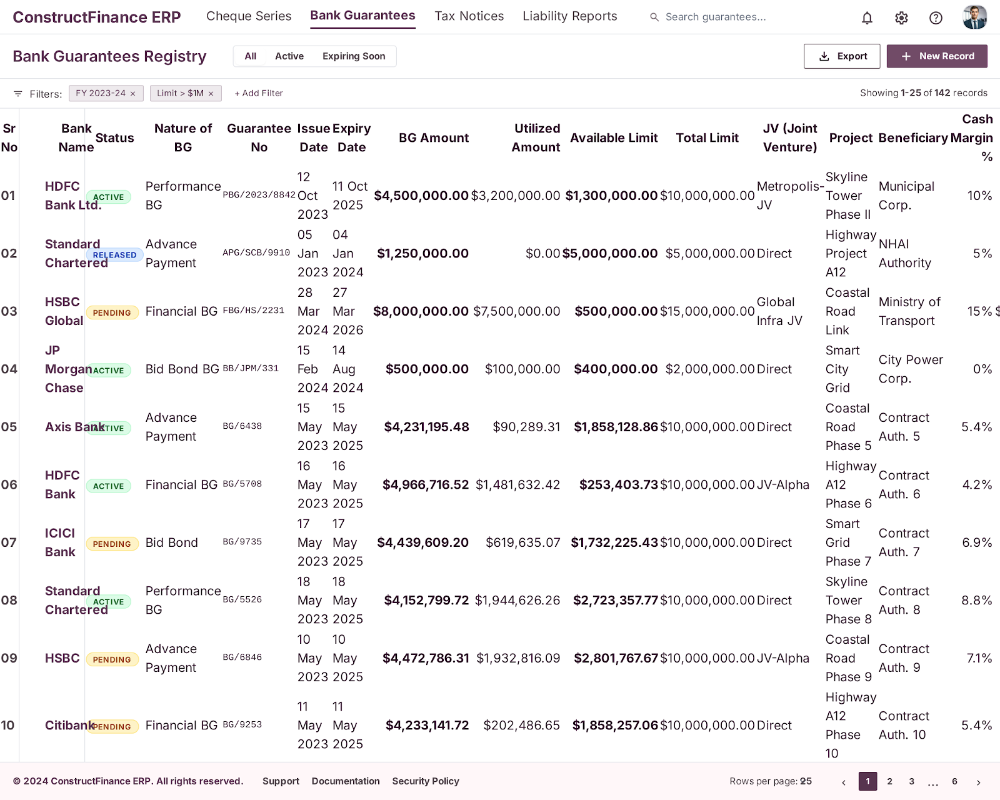 ConstructFinance ERP Cheque Series Bank Guarantees Tax Notices Liability Reports Search guarantees...
Bank Guarantees Registry All Active Expiring Soon Export + New Record
Filters: FY 2023-24 × Limit > $1M × + Add Filter Showing 1-25 of 142 records
Sr No Bank Name Status Nature of BG Guarantee No Issue Date Expiry Date BG Amount Utilized Amount Available Limit Total Limit JV (Joint Venture) Project Beneficiary Cash Margin %
01 HDFC Bank Ltd. ACTIVE Performance BG PBG/2023/8842 12 Oct 2023 11 Oct 2025 $4,500,000.00 $3,200,000.00 $1,300,000.00 $10,000,000.00 Metropolis-JV Skyline Tower Phase II Municipal Corp. 10%
02 Standard Chartered RELEASED Advance Payment APG/SCB/9910 05 Jan 2023 04 Jan 2024 $1,250,000.00 $0.00 $5,000,000.00 $5,000,000.00 Direct Highway Project A12 NHAI Authority 5%
03 HSBC Global PENDING Financial BG FBG/HS/2231 28 Mar 2024 27 Mar 2026 $8,000,000.00 $7,500,000.00 $500,000.00 $15,000,000.00 Global Infra JV Coastal Road Link Ministry of Transport 15% $
04 JP Morgan Chase ACTIVE Bid Bond BG BB/JPM/331 15 Feb 2024 14 Aug 2024 $500,000.00 $100,000.00 $400,000.00 $2,000,000.00 Direct Smart City Grid City Power Corp. 0%
05 Axis Bank ACTIVE Advance Payment BG/6438 15 May 2023 15 May 2025 $4,231,195.48 $90,289.31 $1,858,128.86 $10,000,000.00 Direct Coastal Road Phase 5 Contract Auth. 5 5.4%
06 HDFC Bank ACTIVE Financial BG BG/5708 16 May 2023 16 May 2025 $4,966,716.52 $1,481,632.42 $253,403.73 $10,000,000.00 JV-Alpha Highway A12 Phase 6 Contract Auth. 6 4.2%
07 ICICI Bank PENDING Bid Bond BG/9735 17 May 2023 17 May 2025 $4,439,609.20 $619,635.07 $1,732,225.43 $10,000,000.00 Direct Smart Grid Phase 7 Contract Auth. 7 6.9%
08 Standard Chartered ACTIVE Performance BG BG/5526 18 May 2023 18 May 2025 $4,152,799.72 $1,944,626.26 $2,723,357.77 $10,000,000.00 Direct Skyline Tower Phase 8 Contract Auth. 8 8.8%
09 HSBC PENDING Advance Payment BG/6846 10 May 2023 10 May 2025 $4,472,786.31 $1,932,816.09 $2,801,767.67 $10,000,000.00 JV-Alpha Coastal Road Phase 9 Contract Auth. 9 7.1%
10 Citibank PENDING Financial BG BG/9253 11 May 2023 11 May 2025 $4,233,141.72 $202,486.65 $1,858,257.06 $10,000,000.00 Direct Highway A12 Phase 10 Contract Auth. 10 5.4%
© 2024 ConstructFinance ERP. All rights reserved. Support Documentation Security Policy Rows per page: 25 ‹ 1 2 3 ... 6 ›